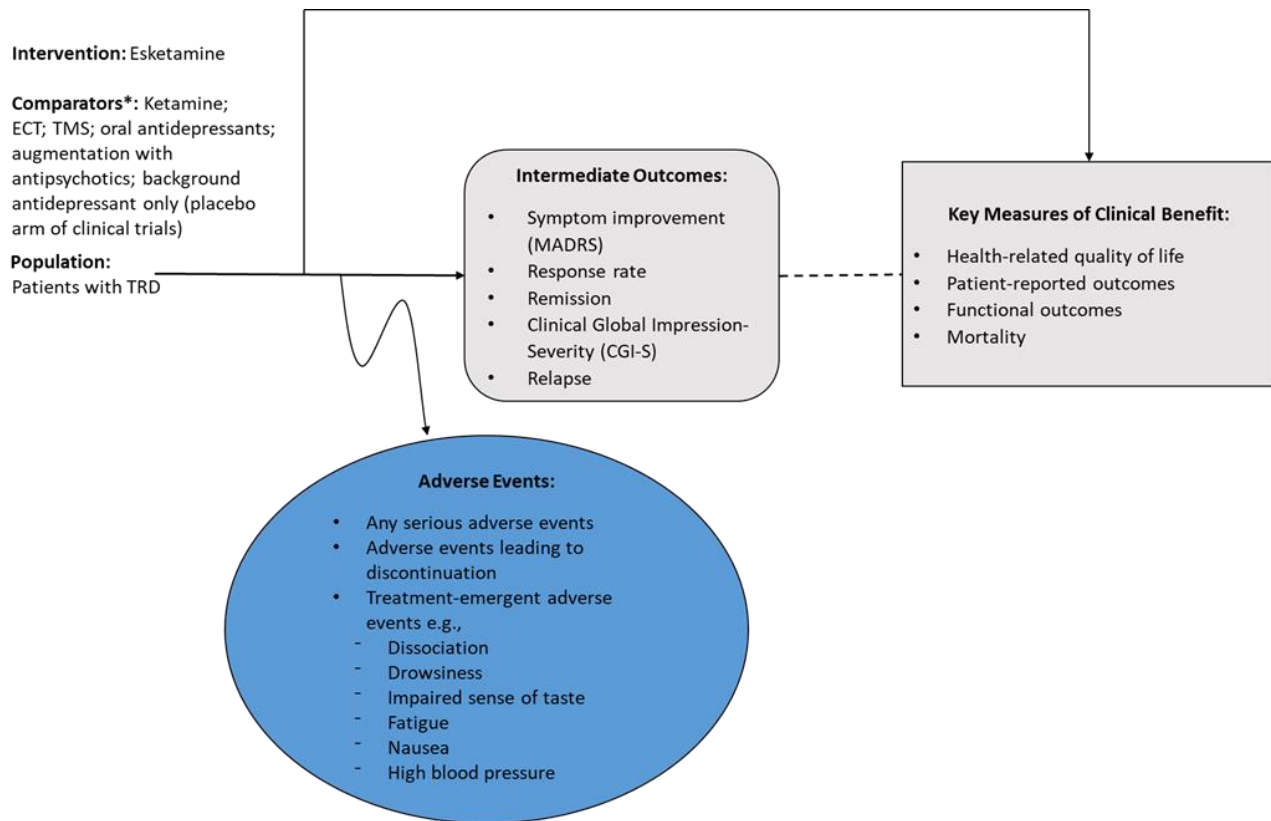 Intervention: Esketamine
Comparators*: Ketamine;
ECT; TMS; oral antidepressants;
augmentation with
antipsychotics; background
antidepressant only (placebo
arm of clinical trials)
Population:
Patients with TRD
Intermediate Outcomes:
• Symptom improvement
(MADRS)
• Response rate
• Remission
• Clinical Global Impression-
Severity (CGI-S)
• Relapse
Key Measures of Clinical Benefit:
• Health-related quality of life
• Patient-reported outcomes
• Functional outcomes
• Mortality
Adverse Events:
• Any serious adverse events
• Adverse events leading to
discontinuation
• Treatment-emergent adverse
events e.g.,
- Dissociation
- Drowsiness
- Impaired sense of taste
- Fatigue
- Nausea
- High blood pressure